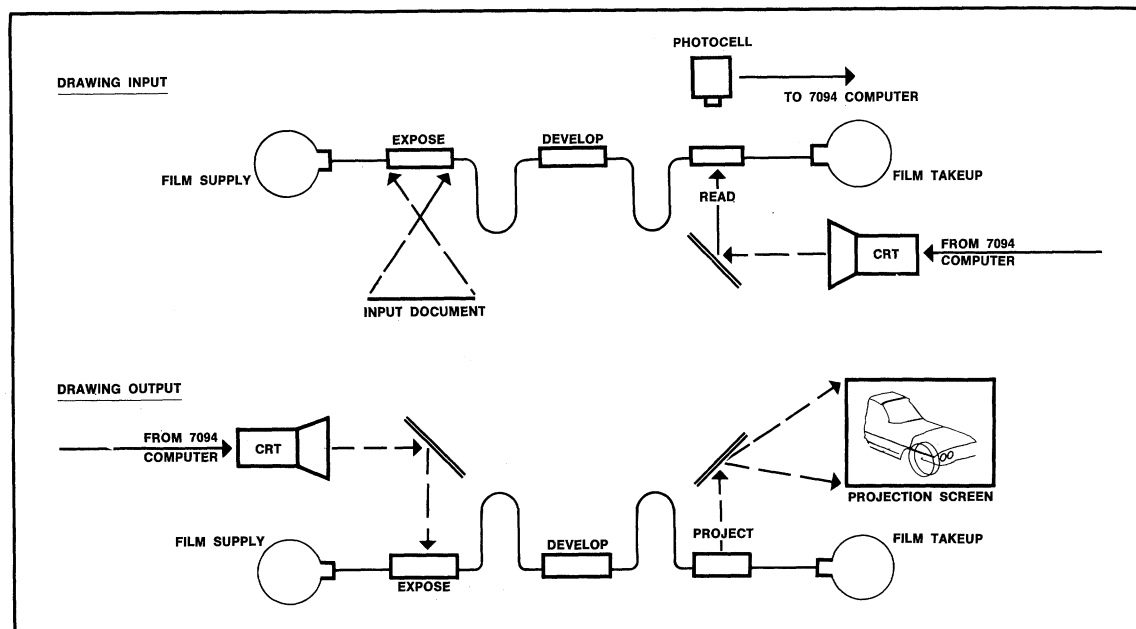 PHOTOCELL
DRAWING INPUT
TO 7094 COMPUTER
EXPOSE
DEVELOP
FILM SUPPLY
FILM TAKEUP
READ
CRT
FROM 7094
COMPUTER
INPUT DOCUMENT
DRAWING OUTPUT
FROM 7094
COMPUTER
CRT
PROJECTION SCREEN
FILM SUPPLY
DEVELOP
PROJECT
FILM TAKEUP
EXPOSE